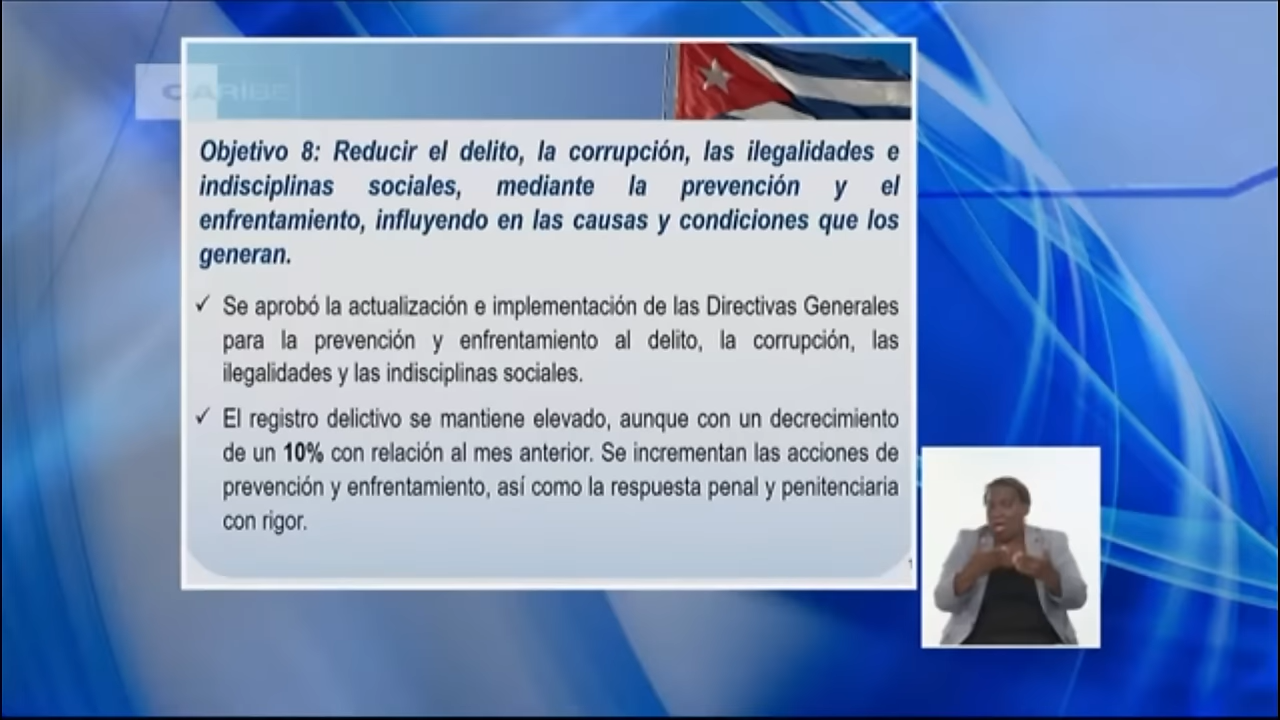 CARIBE
Objetivo 8: Reducir el delito, la corrupción, las ilegalidades e
indisciplinas sociales, mediante la prevención y el
enfrentamiento, influyendo en las causas y condiciones que los
generan.
✓ Se aprobó la actualización e implementación de las Directivas Generales
para la prevención y enfrentamiento al delito, la corrupción, las
ilegalidades y las indisciplinas sociales.
✓ El registro delictivo se mantiene elevado, aunque con un decrecimiento
de un 10% con relación al mes anterior. Se incrementan las acciones de
prevención y enfrentamiento, así como la respuesta penal y penitenciaria
con rigor.